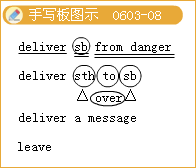 手写板图示 0603-08
deliver sb from danger
deliver sth to sb
over
deliver a message
leave